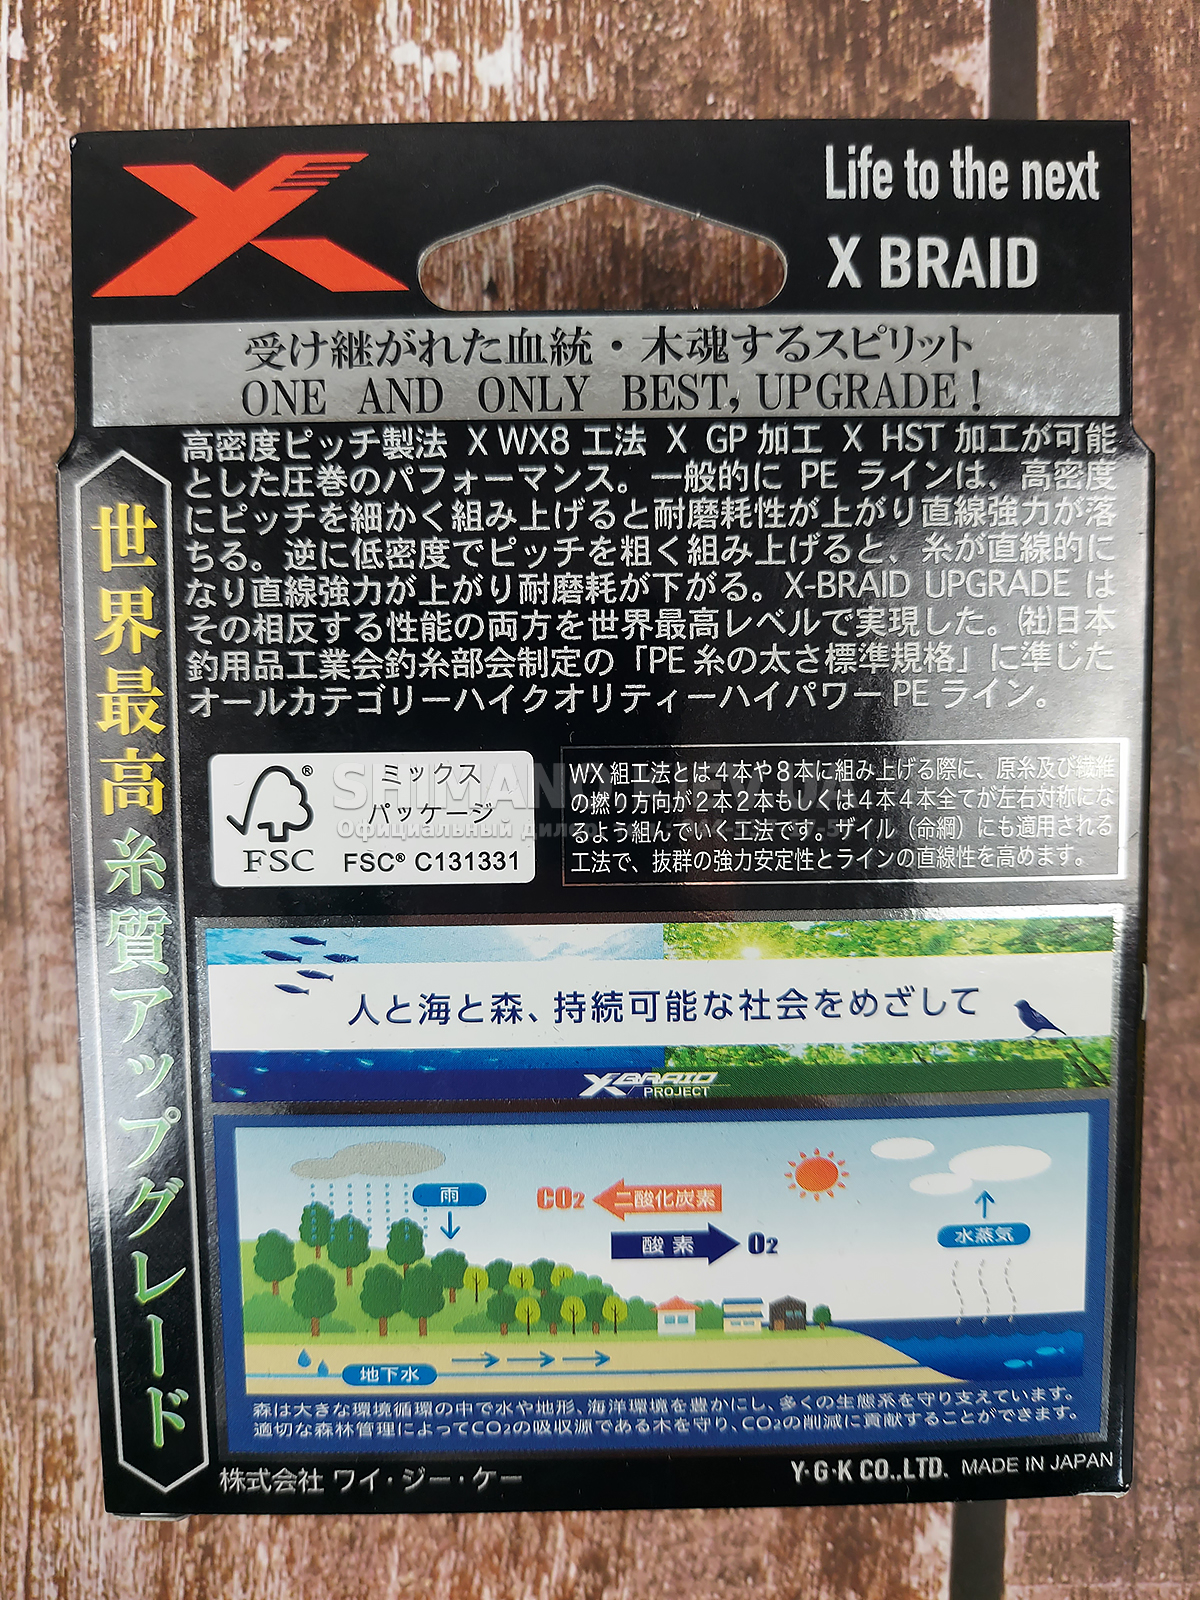 Life to the next
X BRAID
受け継がれた血統・木魂するスピリット
ONE AND ONLY BEST, UPGRADE!
世界最高糸質アップグレード
高密度ピッチ製法 X WX8 工法 X GP 加工 X HST 加工が可能
とした圧巻のパフォーマンス。一般的に PE ラインは、高密度
にピッチを細かく組み上げると耐磨耗性が上がり直線強力が落
ちる。逆に低密度でピッチを粗く組み上げると、糸が直線的に
なり直線強力が上がり耐磨耗が下がる。X-BRAID UPGRADE は
その相反する性能の両方を世界最高レベルで実現した。㈳日本
釣用品工業会釣糸部会制定の「PE 糸の太さ標準規格」に準じた
オールカテゴリーハイクオリティーハイパワー PE ライン。
FSC®
ミックス
パッケージ
FSC® C131331
SHIMAN
Официальный дилер
WX 組工法とは4本や8本に組み上げる際に、原糸及び繊維
の撚り方向が2本2本もしくは4本4本全てが左右対称にな
るよう組んでいく工法です。ザイル（命綱）にも適用される
工法で、抜群の強力安定性とラインの直線性を高めます。
人と海と森、持続可能な社会をめざして
X BRAID
PROJECT
雨
CO2 二酸化炭素
酸素 O2
水蒸気
地下水
森は大きな環境循環の中で水や地形、海洋環境を豊かにし、多くの生態系を守り支えています。
適切な森林管理によってCO2の吸収源である木を守り、CO2の削減に貢献することができます。
株式会社 ワイ・ジー・ケー
Y·G·K CO.,LTD. MADE IN JAPAN